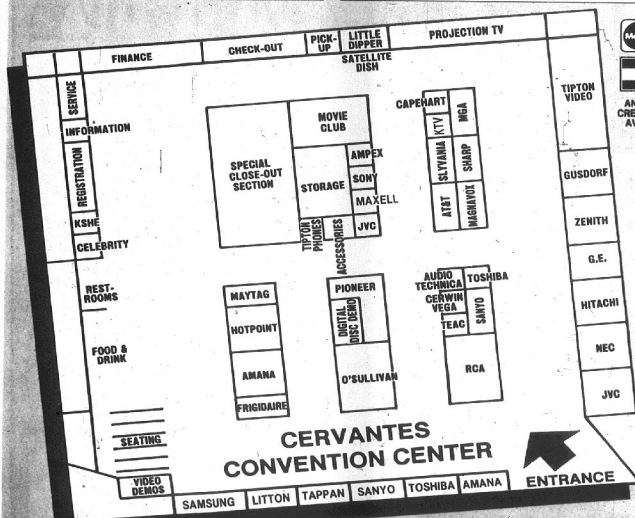 FINANCE
CHECK-OUT
PICK-
UP
LITTLE
DIPPER
PROJECTION TV
SATELLITE
DISH
SERVICE
INFORMATION
REGISTRATION
KSHE
CELEBRITY
REST-
ROOMS
FOOD &
DRINK
SEATING
VIDEO
DEMOS
SPECIAL
CLOSE-OUT
SECTION
MOVIE
CLUB
STORAGE
AMPEX
SONY
MAXELL
JVC
TIPTON
PHONES
ACCESSORIES
CAPEHART
KTV
MGA
SLYVANIA
SHARP
AT&T
MAGNAVOX
TIPTON
VIDEO
GUSDORF
ZENITH
G.E.
HITACHI
NEC
JVC
MAYTAG
HOTPOINT
AMANA
FRIGIDAIRE
PIONEER
DIGITAL
DISC DEMO
O'SULLIVAN
AUDIO
TECHNICA
TOSHIBA
CERWIN
VEGA
TEAC
SANYO
RCA
CERVANTES
CONVENTION CENTER
ENTRANCE
SAMSUNG
LITTON
TAPPAN
SANYO
TOSHIBA
AMANA